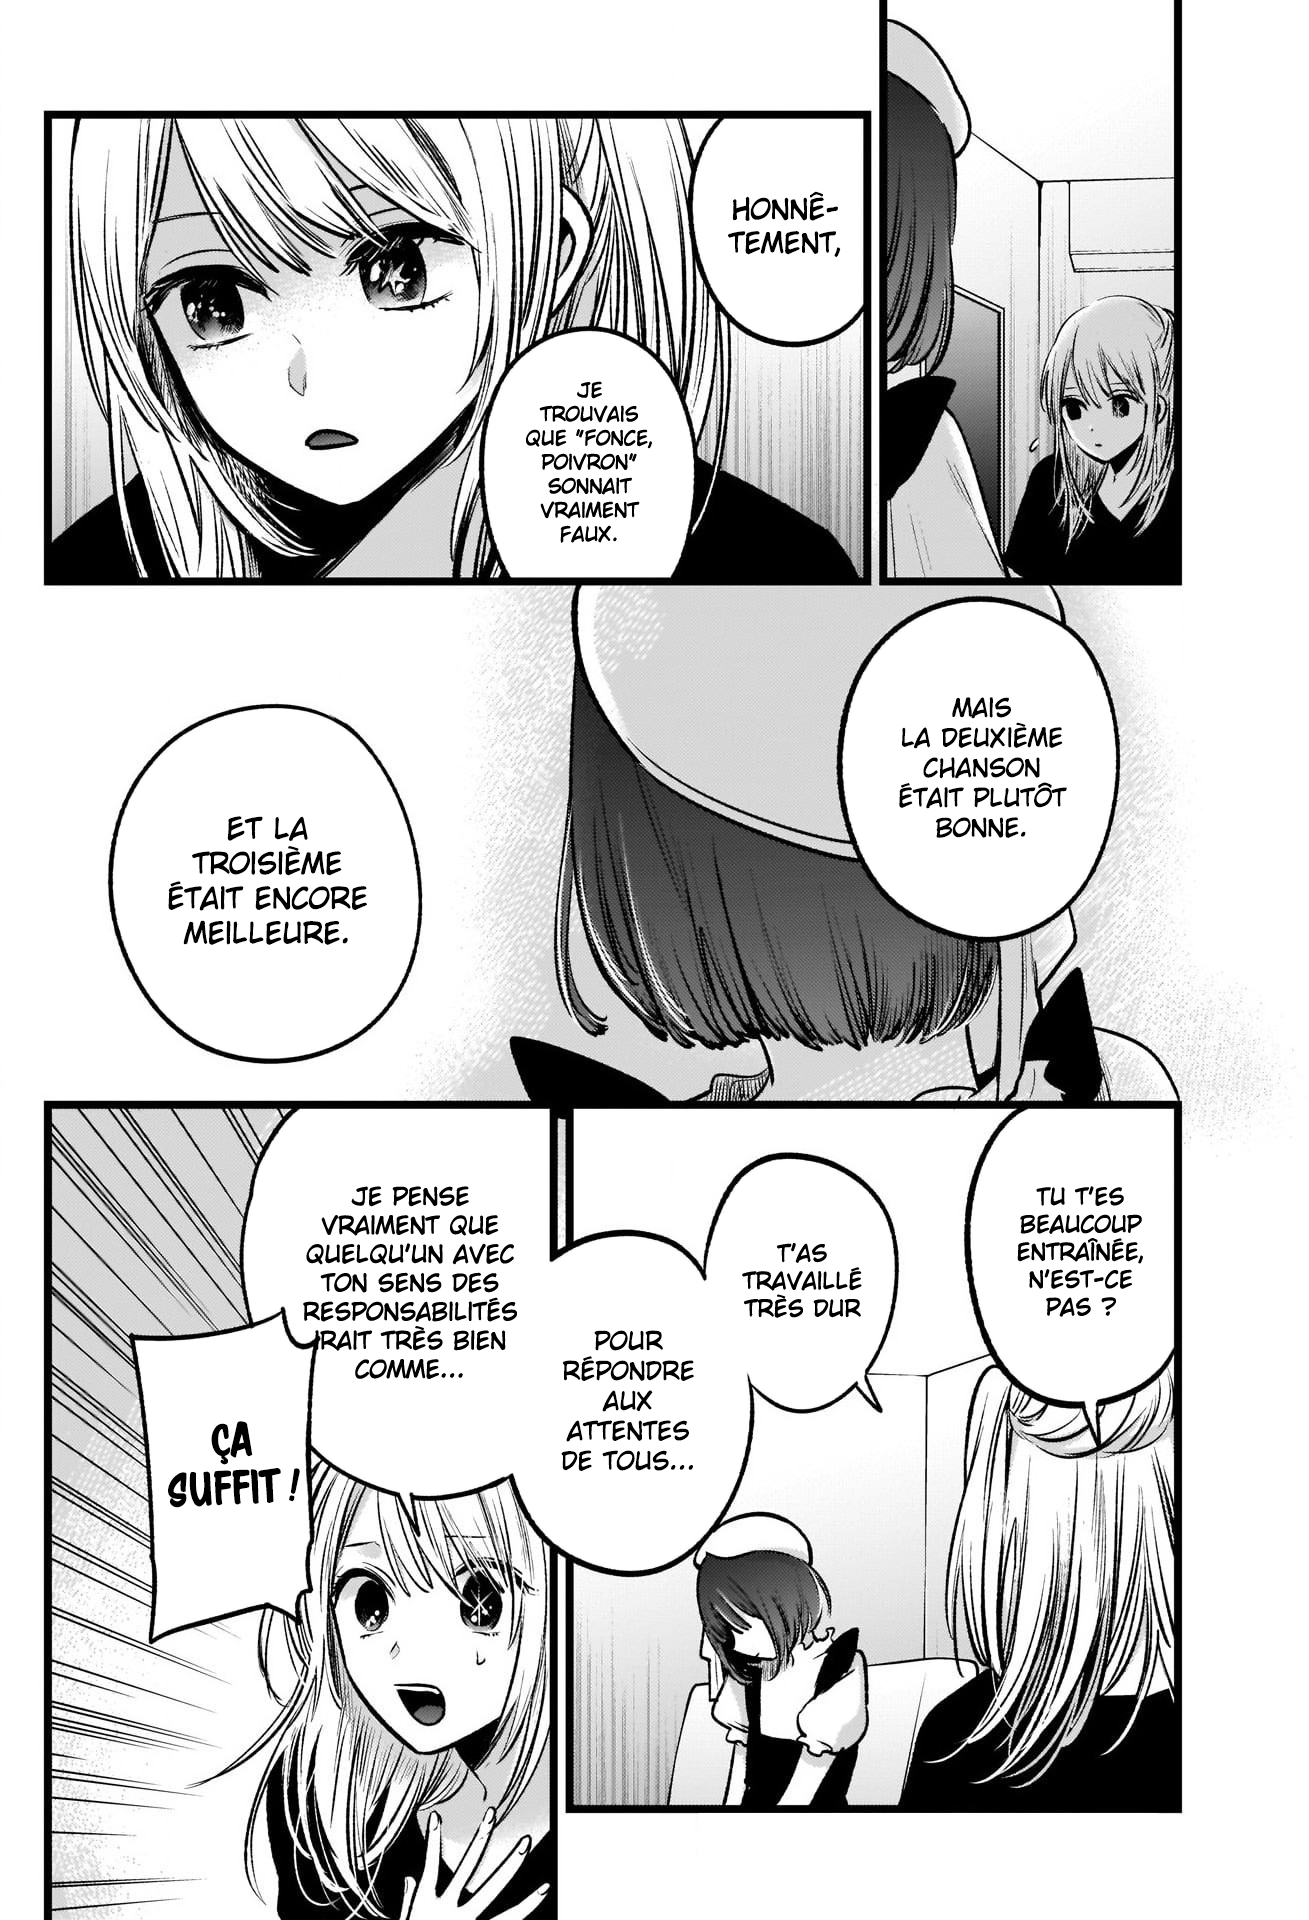 HONNÊ-
TEMENT,
JE
TROUVAIS
QUE "FONCE,
POIVRON"
SONNAIT
VRAIMENT
FAUX.
MAIS
LA DEUXIÈME
CHANSON
ÉTAIT PLUTÔT
BONNE.
ET LA
TROISIÈME
ÉTAIT ENCORE
MEILLEURE.
TU T'ES
BEAUCOUP
ENTRAÎNÉE,
N'EST-CE
PAS ?
T'AS
TRAVAILLÉ
TRÈS DUR
POUR
RÉPONDRE
AUX
ATTENTES
DE TOUS...
JE PENSE
VRAIMENT QUE
QUELQU'UN AVEC
TON SENS DES
RESPONSABILITÉS
IRAIT TRÈS BIEN
COMME...
ÇA
SUFFIT !